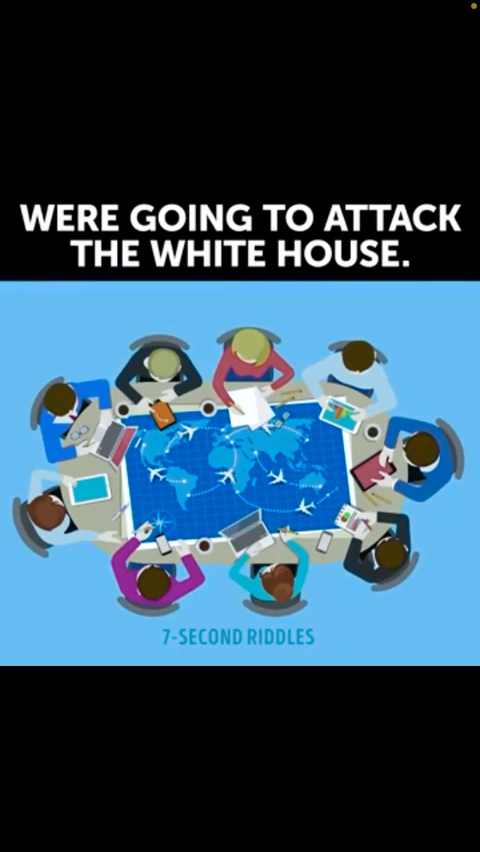 WERE GOING TO ATTACK
THE WHITE HOUSE.
7-SECOND RIDDLES